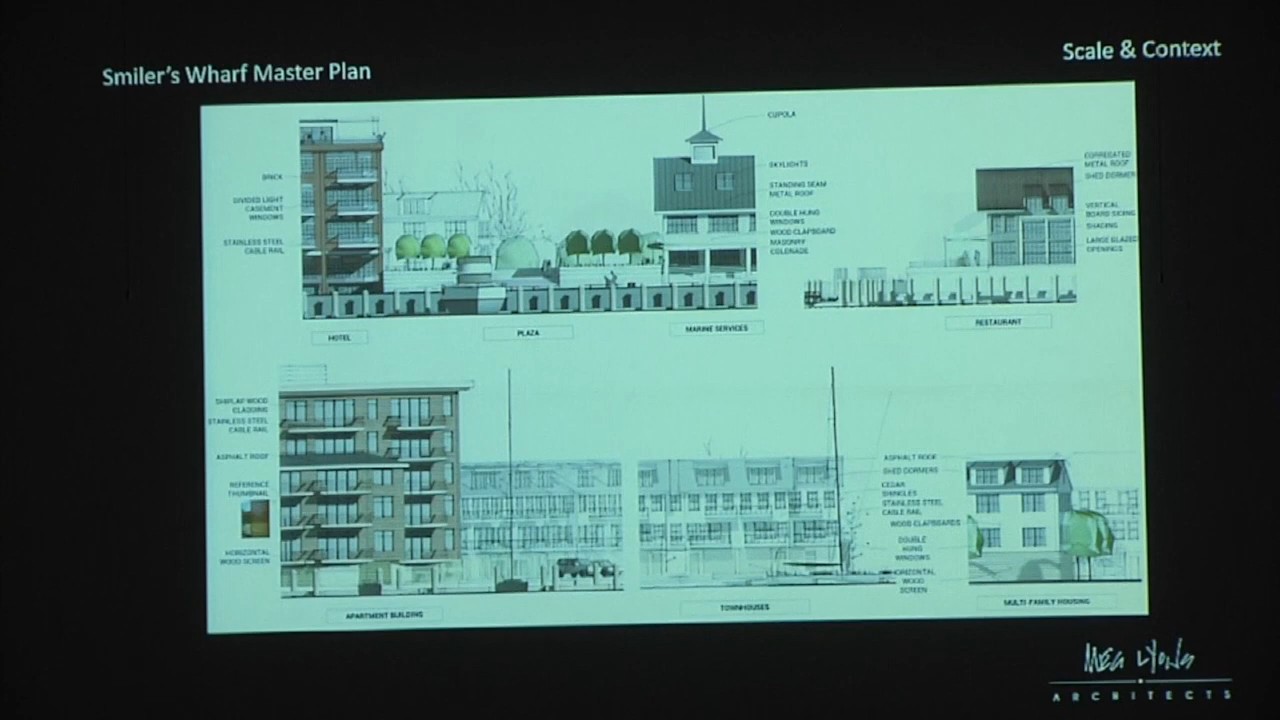 Smiler's Wharf Master Plan
Scale & Context
BRICK
DIVIDED LIGHT
CASEMENT
WINDOWS
STAINLESS STEEL
CABLE RAIL
CUPOLA
SKYLIGHTS
STANDING SEAM
METAL ROOF
DOUBLE HUNG
WINDOWS
WOOD CLAPBOARD
MASONRY
COLONADE
CORREGATED
METAL ROOF
SHED DORMER
VERTICAL
BOARD SIDING
SHADING
LARGE GLAZED
OPENINGS
HOTEL
PLAZA
MARINE SERVICES
RESTAURANT
SHIPLAP WOOD
CLADDING
STAINLESS STEEL
CABLE RAIL
ASPHALT ROOF
REFERENCE
THUMBNAIL
HORIZONTAL
WOOD SCREEN
ASPHALT ROOF
SHED DORMERS
CEDAR
SHINGLES
STAINLESS STEEL
CABLE RAIL
WOOD CLAPBOARDS
DOUBLE
HUNG
WINDOWS
HORIZONTAL
WOOD
SCREEN
APARTMENT BUILDING
TOWNHOUSES
MULTI-FAMILY HOUSING
MEG LYONS
ARCHITECTS